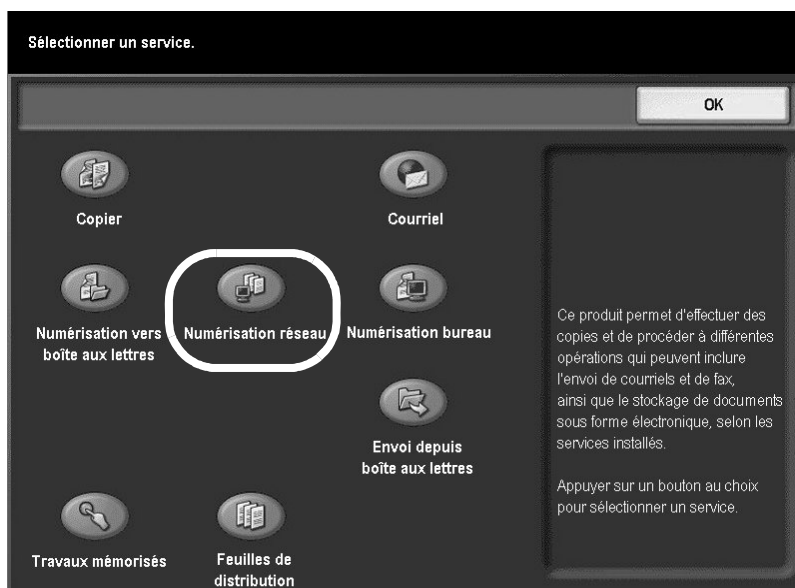 Sélectionner un service.
OK
Copier
Courriel
Numérisation vers
boîte aux lettres
Numérisation réseau
Numérisation bureau
Envoi depuis
boîte aux lettres
Travaux mémorisés
Feuilles de
distribution
Ce produit permet d'effectuer des
copies et de procéder à différentes
opérations qui peuvent inclure
l'envoi de courriels et de fax,
ainsi que le stockage de documents
sous forme électronique, selon les
services installés.
Appuyer sur un bouton au choix
pour sélectionner un service.